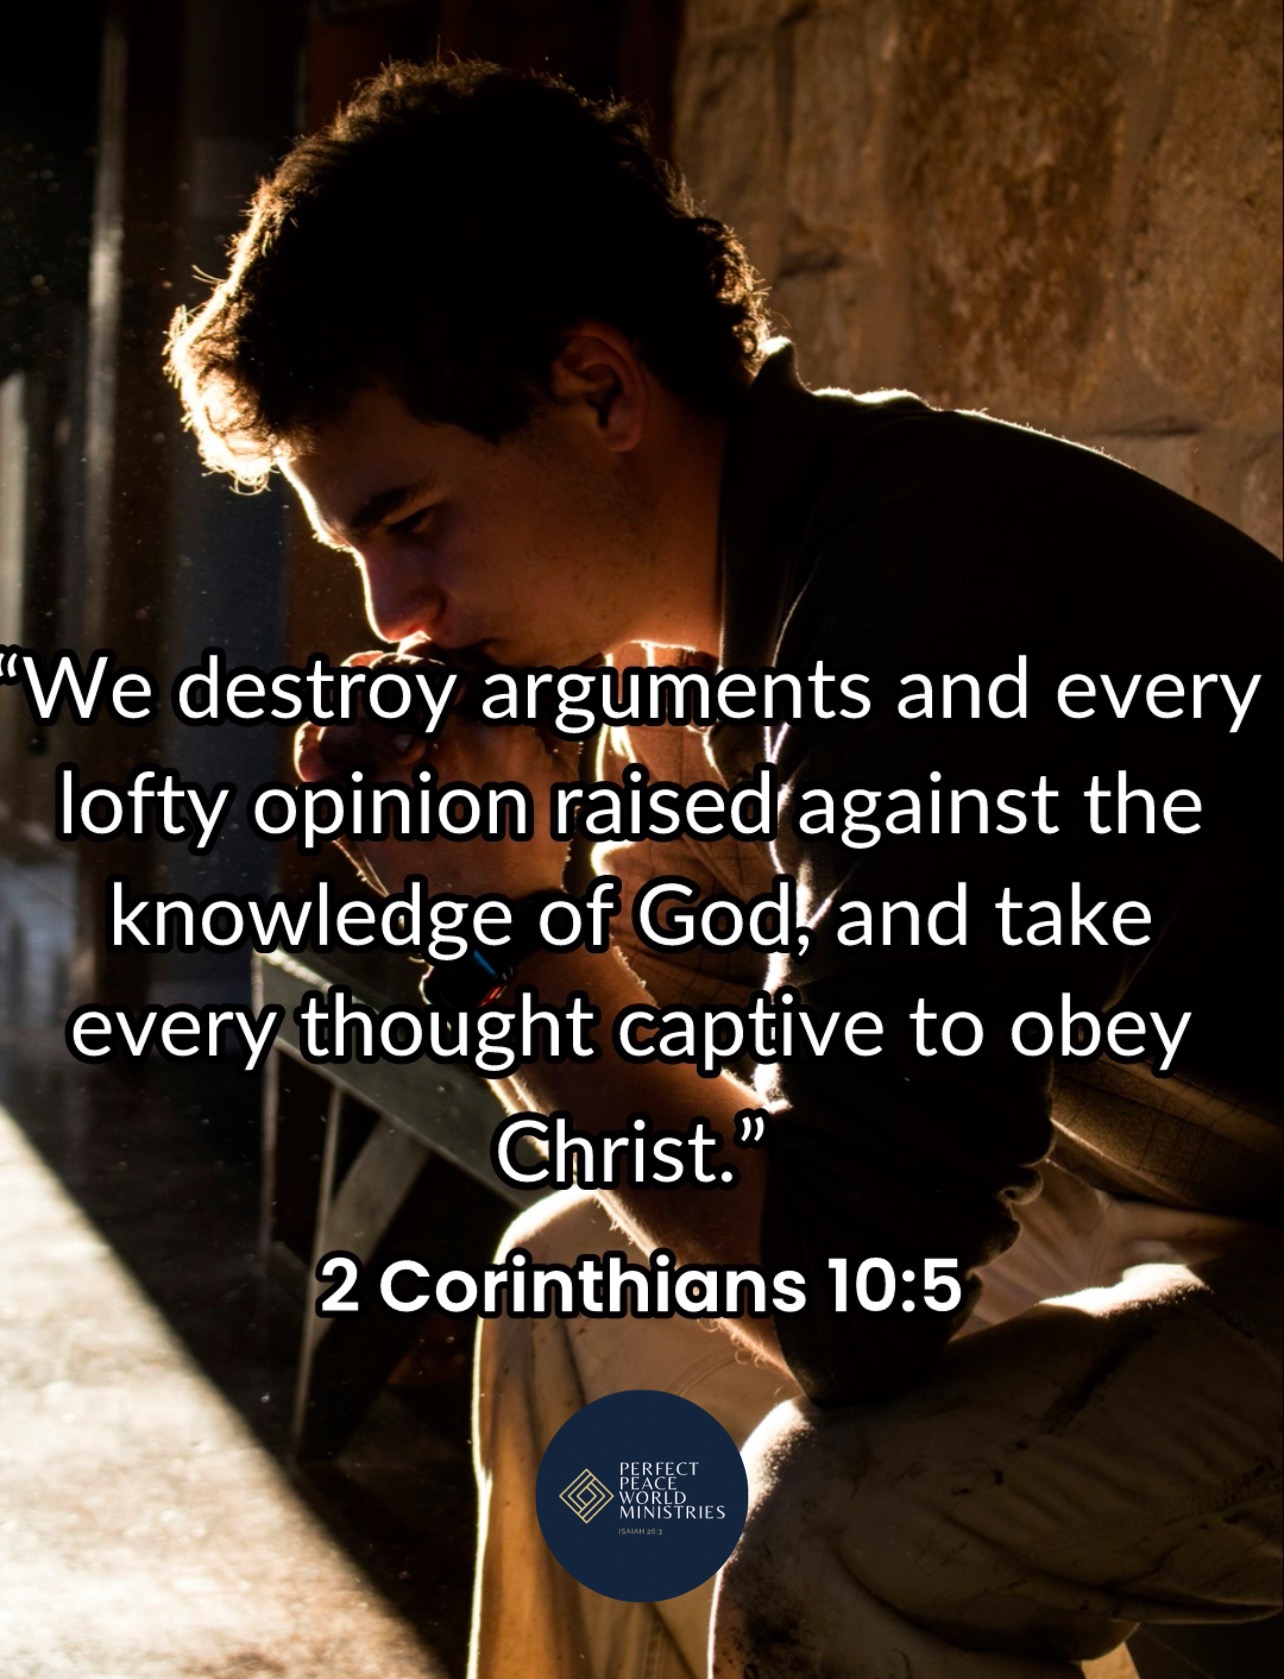 “We destroy arguments and every
lofty opinion raised against the
knowledge of God, and take
every thought captive to obey
Christ.”
2 Corinthians 10:5
PERFECT
PEACE
WORLD
MINISTRIES
ISAIAH 26:3